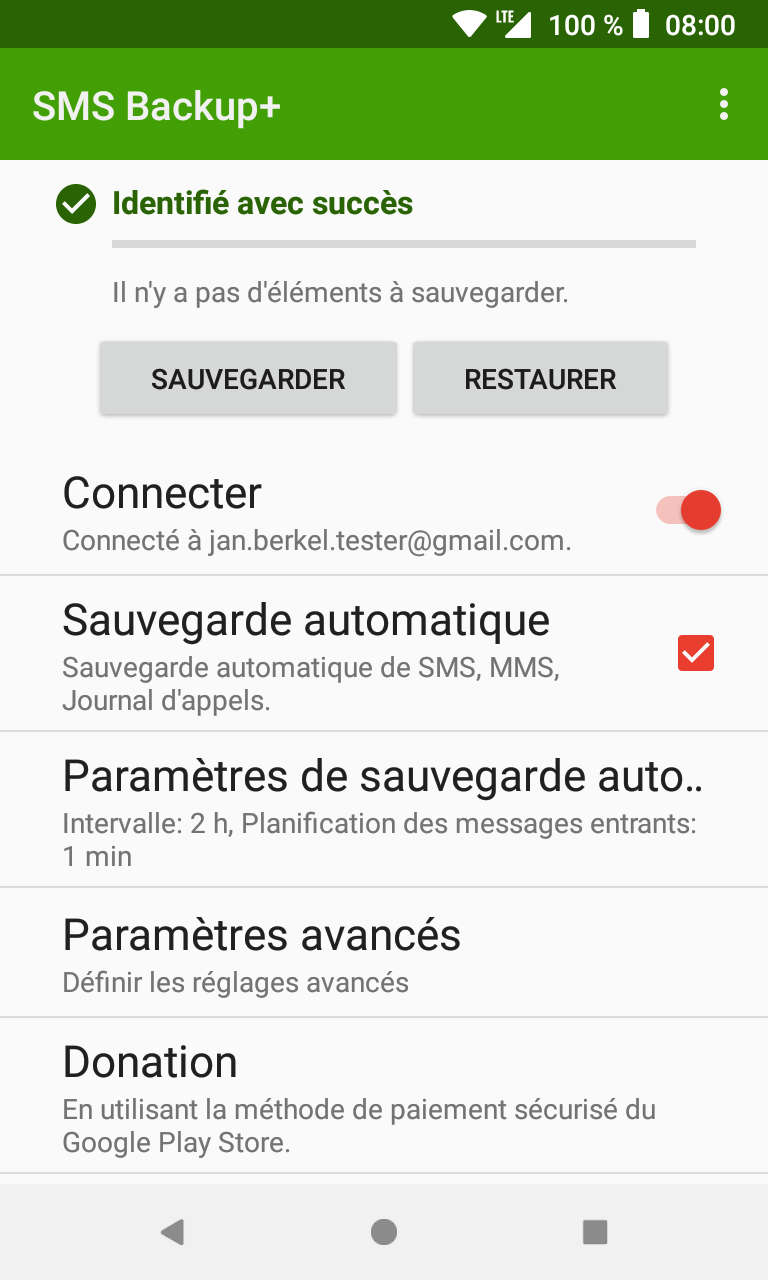 LTE 100 % 08:00
SMS Backup+
Identifié avec succès
Il n'y a pas d'éléments à sauvegarder.
SAUVEGARDER RESTAURER
Connecter
Connecté à jan.berkel.tester@gmail.com.
Sauvegarde automatique
Sauvegarde automatique de SMS, MMS,
Journal d'appels.
Paramètres de sauvegarde auto..
Intervalle: 2 h, Planification des messages entrants:
1 min
Paramètres avancés
Définir les réglages avancés
Donation
En utilisant la méthode de paiement sécurisé du
Google Play Store.